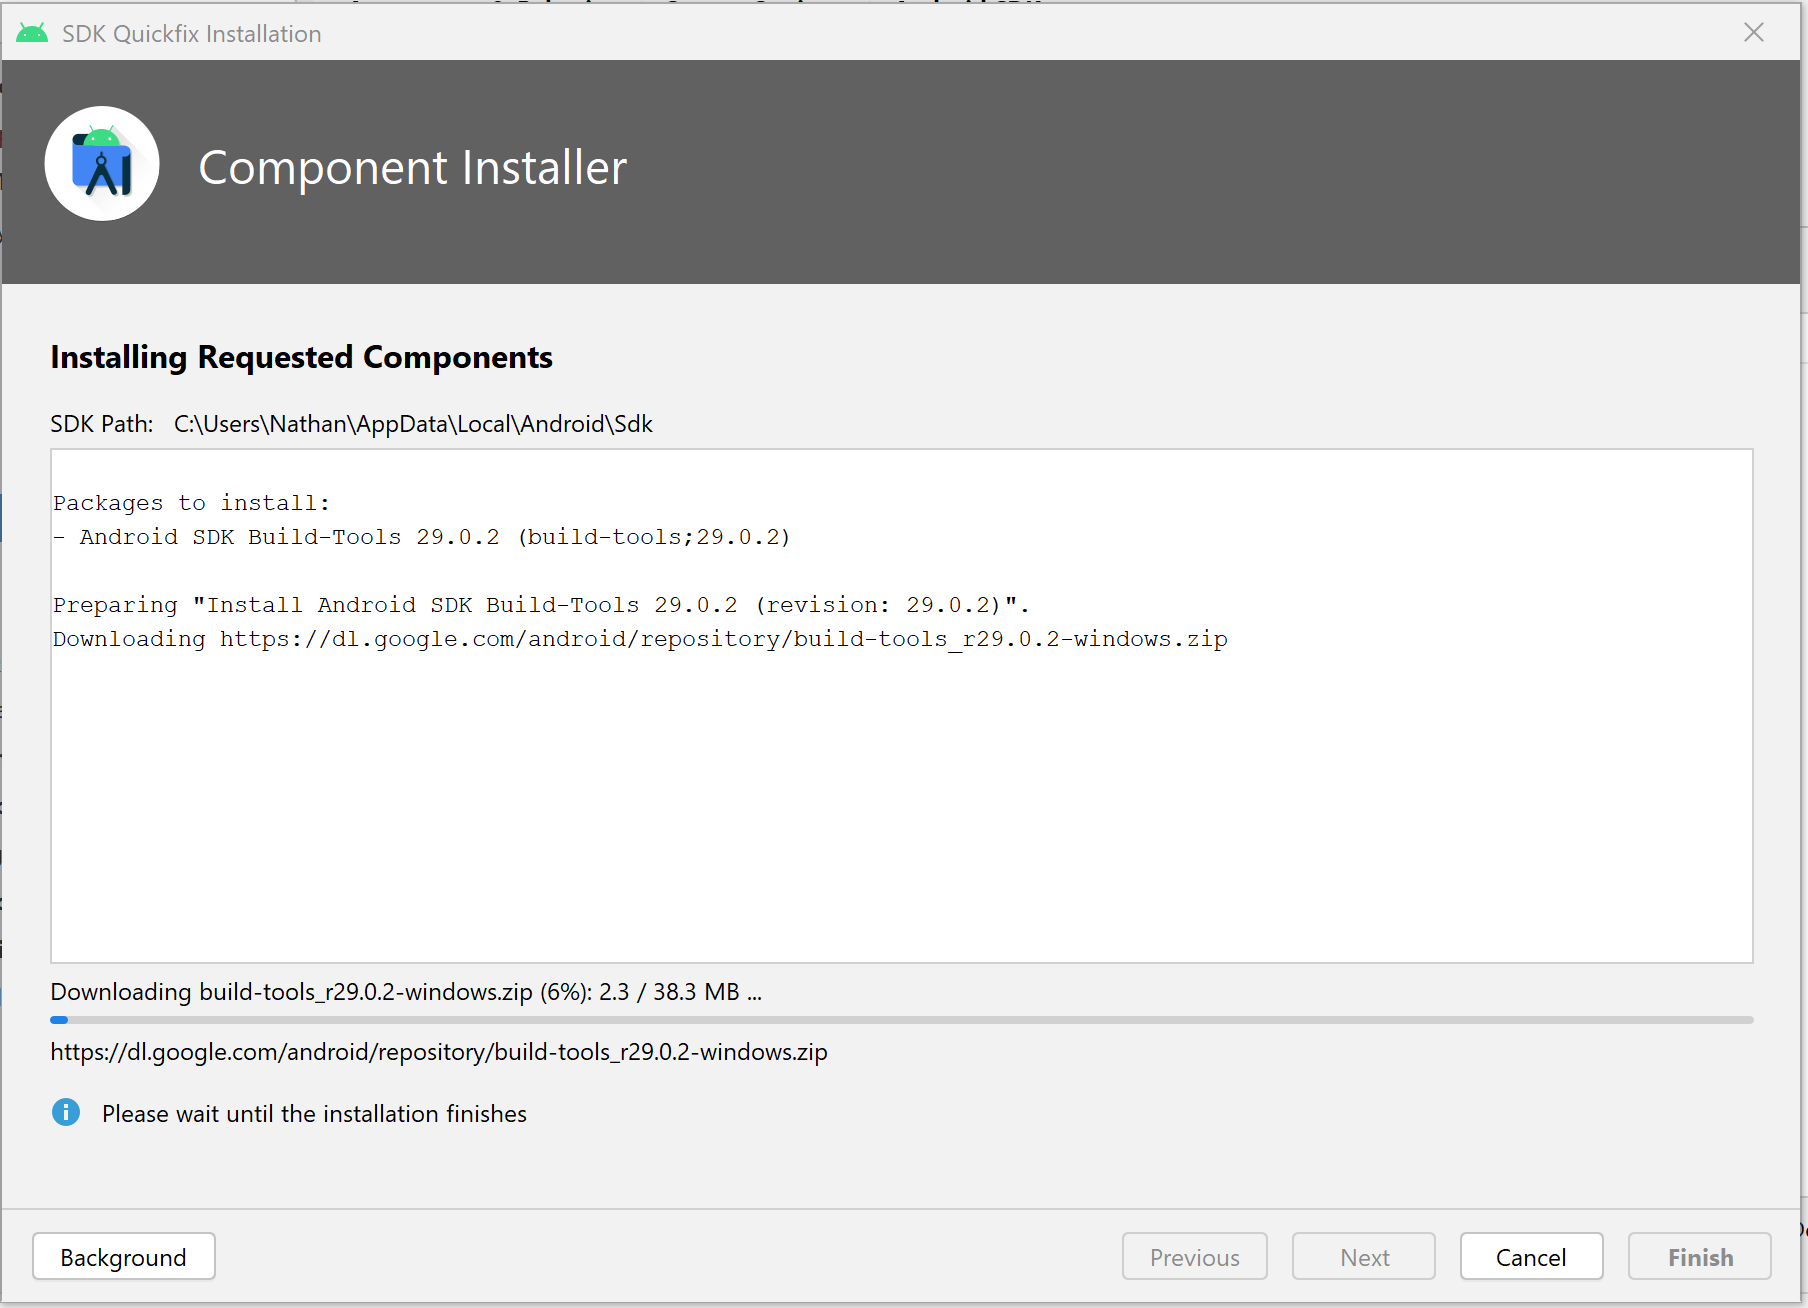 SDK Quickfix Installation
Component Installer
Installing Requested Components
SDK Path: C:\Users\Nathan\AppData\Local\Android\Sdk
Packages to install:
- Android SDK Build-Tools 29.0.2 (build-tools;29.0.2)
Preparing "Install Android SDK Build-Tools 29.0.2 (revision: 29.0.2)".
Downloading https://dl.google.com/android/repository/build-tools_r29.0.2-windows.zip
Downloading build-tools_r29.0.2-windows.zip (6%): 2.3 / 38.3 MB ...
https://dl.google.com/android/repository/build-tools_r29.0.2-windows.zip
Please wait until the installation finishes
Background Previous Next Cancel Finish